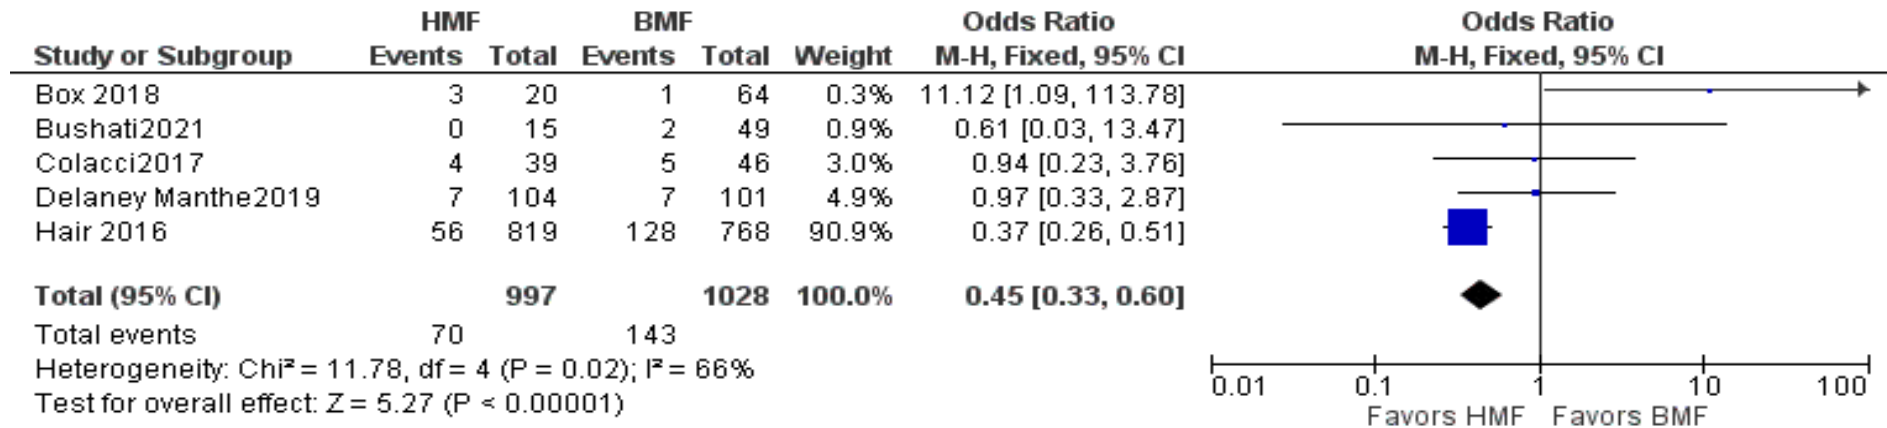 HMF BMF Odds Ratio Odds Ratio
Study or Subgroup Events Total Events Total Weight M-H, Fixed, 95% CI M-H, Fixed, 95% CI
Box 2018 3 20 1 64 0.3% 11.12 [1.09, 113.78]
Bushati2021 0 15 2 49 0.9% 0.61 [0.03, 13.47]
Colacci2017 4 39 5 46 3.0% 0.94 [0.23, 3.76]
Delaney Manthe2019 7 104 7 101 4.9% 0.97 [0.33, 2.87]
Hair 2016 56 819 128 768 90.9% 0.37 [0.26, 0.51]
Total (95% CI) 997 1028 100.0% 0.45 [0.33, 0.60]
Total events 70 143
Heterogeneity: Chi² = 11.78, df = 4 (P = 0.02); I² = 66%
Test for overall effect: Z = 5.27 (P < 0.00001)
0.01 0.1 1 10 100
Favors HMF Favors BMF